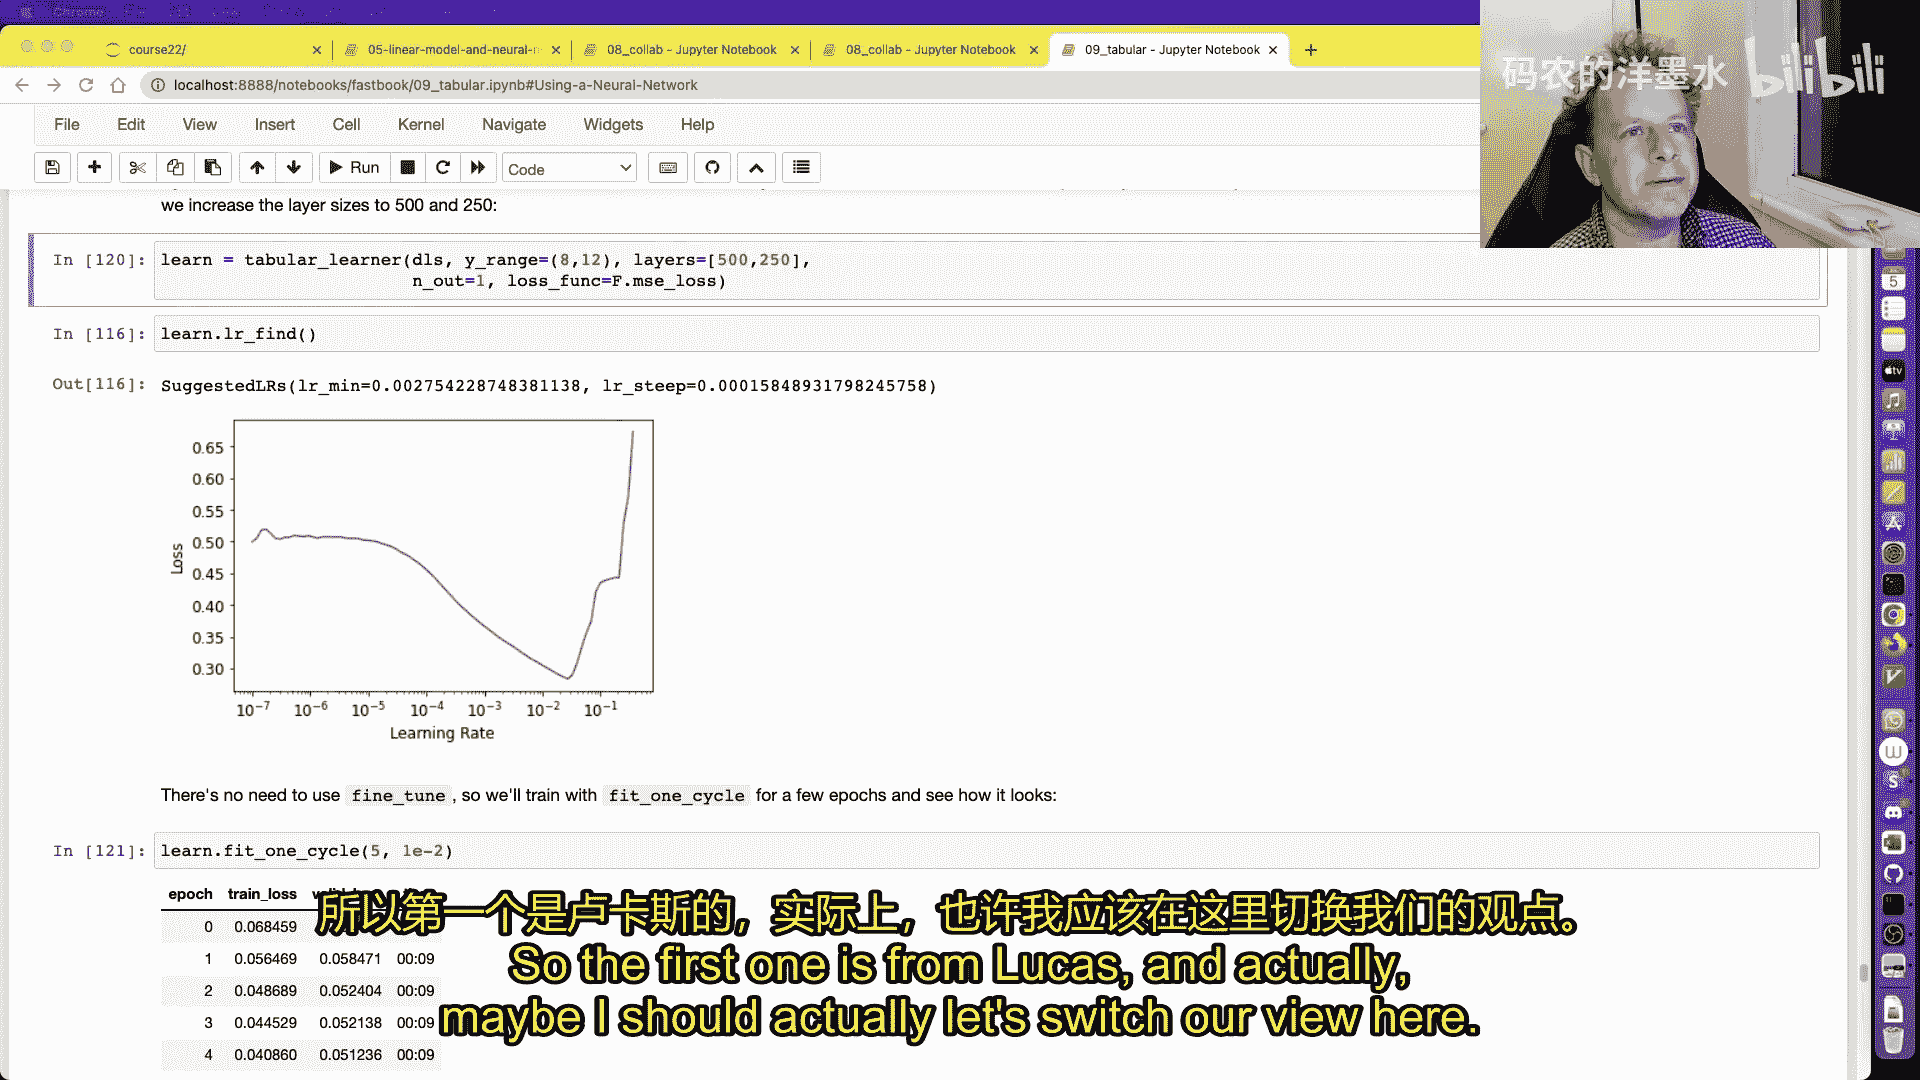 course22/
05-linear-model-and-neural-n
08_collab - Jupyter Notebook
08_collab - Jupyter Notebook
09_tabular - Jupyter Notebook
localhost:8888/notebooks/fastbook/09_tabular.ipynb#Using-a-Neural-Network
码农的洋墨水 bilibili
File Edit View Insert Cell Kernel Navigate Widgets Help
Run Code
we increase the layer sizes to 500 and 250:
In [120]: learn = tabular_learner(dls, y_range=(8,12), layers=[500,250],
n_out=1, loss_func=F.mse_loss)
In [116]: learn.lr_find()
Out[116]: SuggestedLRs(lr_min=0.002754228748381138, lr_steep=0.00015848931798245758)
0.65
0.60
0.55
0.50
0.45
0.40
0.35
0.30
Loss
10⁻⁷ 10⁻⁶ 10⁻⁵ 10⁻⁴ 10⁻³ 10⁻² 10⁻¹
Learning Rate
There's no need to use fine_tune, so we'll train with fit_one_cycle for a few epochs and see how it looks:
In [121]: learn.fit_one_cycle(5, 1e-2)
epoch train_loss
0 0.068459
1 0.056469 0.058471 00:09
2 0.048689 0.052404 00:09
3 0.044529 0.052138 00:09
4 0.040860 0.051236 00:09
所以第一个是卢卡斯的，实际上，也许我应该在这里切换我们的观点。
So the first one is from Lucas, and actually,
maybe I should actually let's switch our view here.